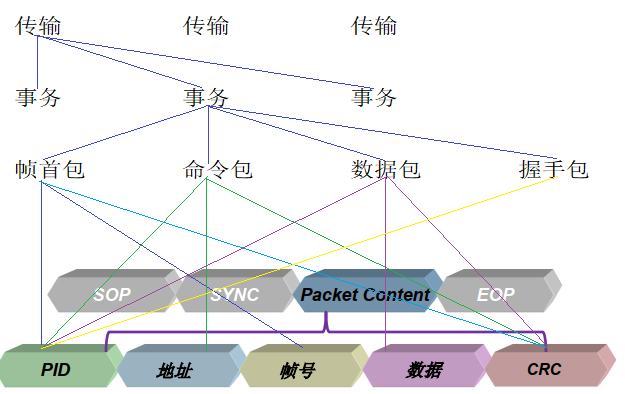 传输 传输 传输
事务 事务 事务
帧首包 命令包 数据包 握手包
SOP SYNC Packet Content EOP
PID 地址 帧号 数据 CRC